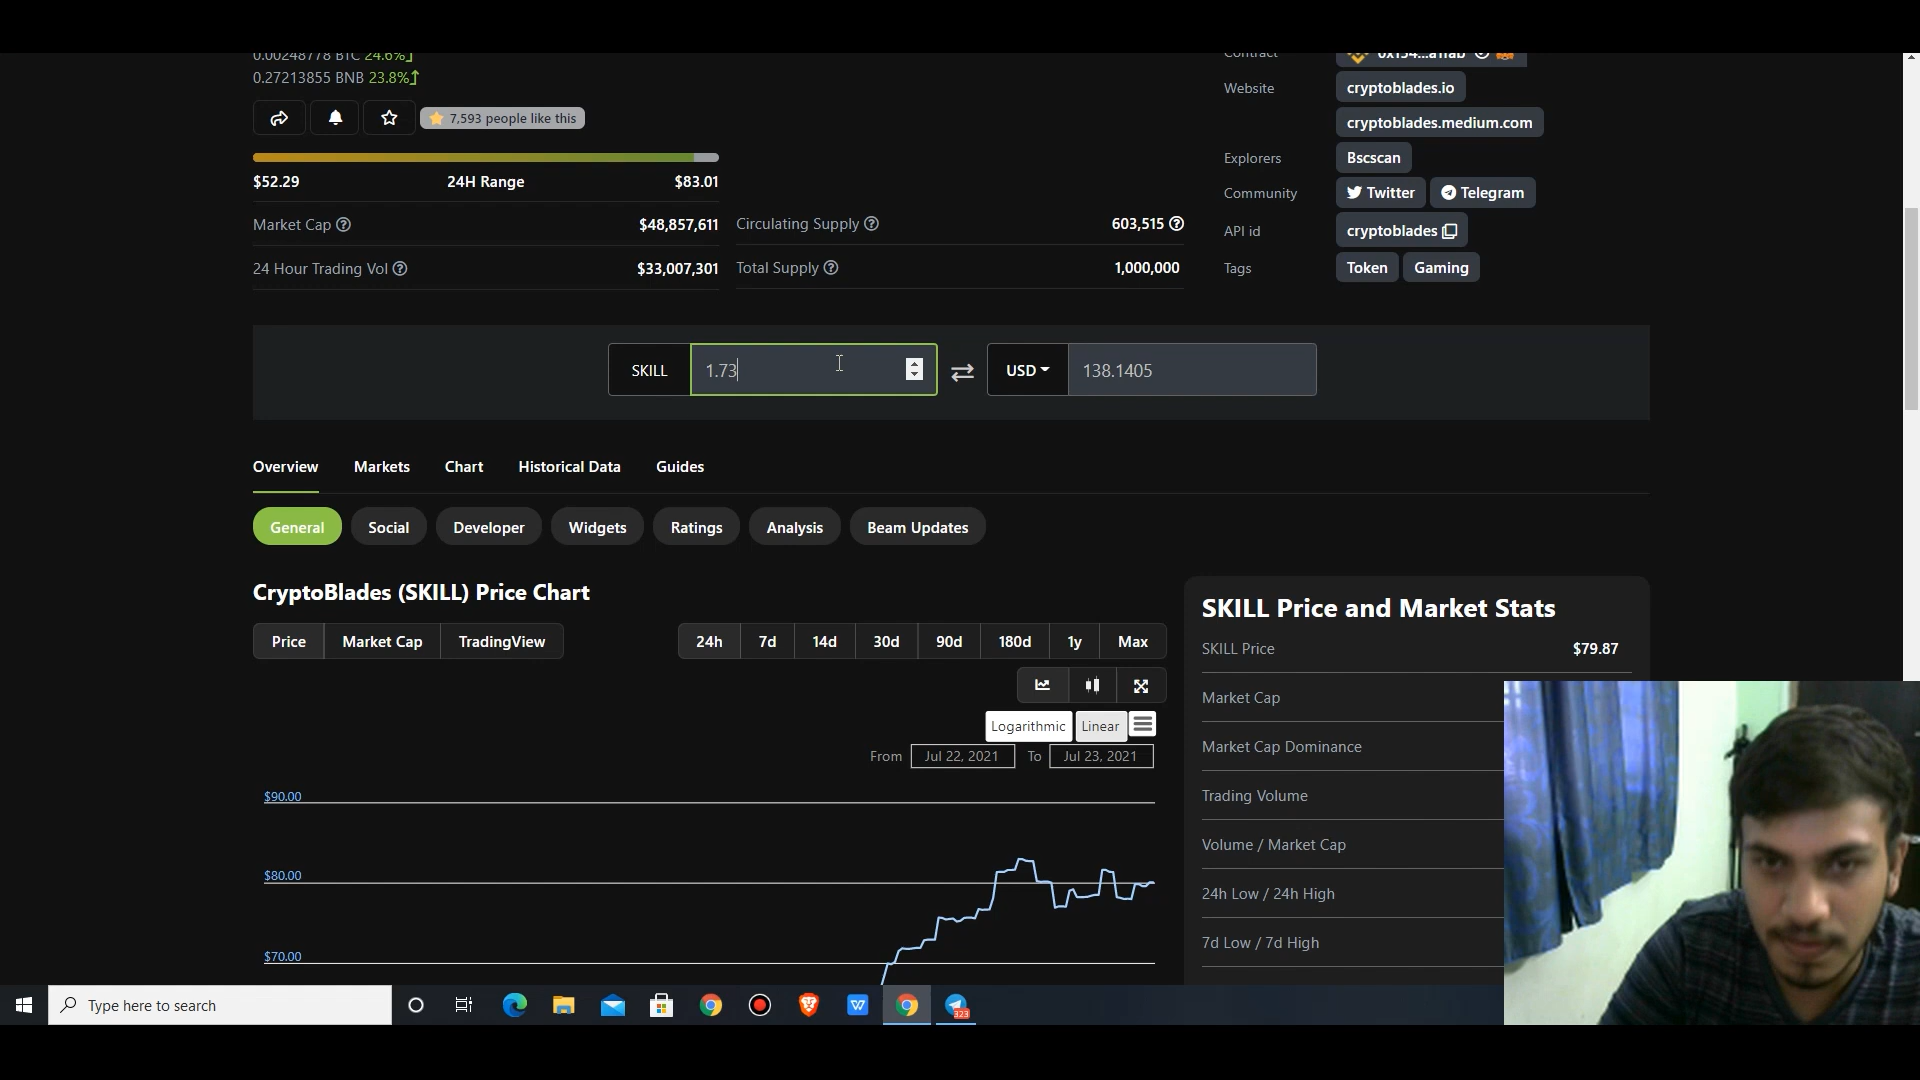 0.00248778 BTC 24.6%
0.27213855 BNB 23.8%
7,593 people like this
$52.29 24H Range $83.01
Market Cap $48,857,611
24 Hour Trading Vol $33,007,301
Circulating Supply 603,515
Total Supply 1,000,000
Contract
Website cryptoblades.io
cryptoblades.medium.com
Explorers Bscscan
Community Twitter Telegram
API id cryptoblades
Tags Token Gaming
SKILL 1.73 USD 138.1405
Overview Markets Chart Historical Data Guides
General Social Developer Widgets Ratings Analysis Beam Updates
CryptoBlades (SKILL) Price Chart
Price Market Cap TradingView 24h 7d 14d 30d 90d 180d 1y Max
Logarithmic Linear
From Jul 22, 2021 To Jul 23, 2021
$90.00
$80.00
$70.00
SKILL Price and Market Stats
SKILL Price $79.87
Market Cap
Market Cap Dominance
Trading Volume
Volume / Market Cap
24h Low / 24h High
7d Low / 7d High
Type here to search
323